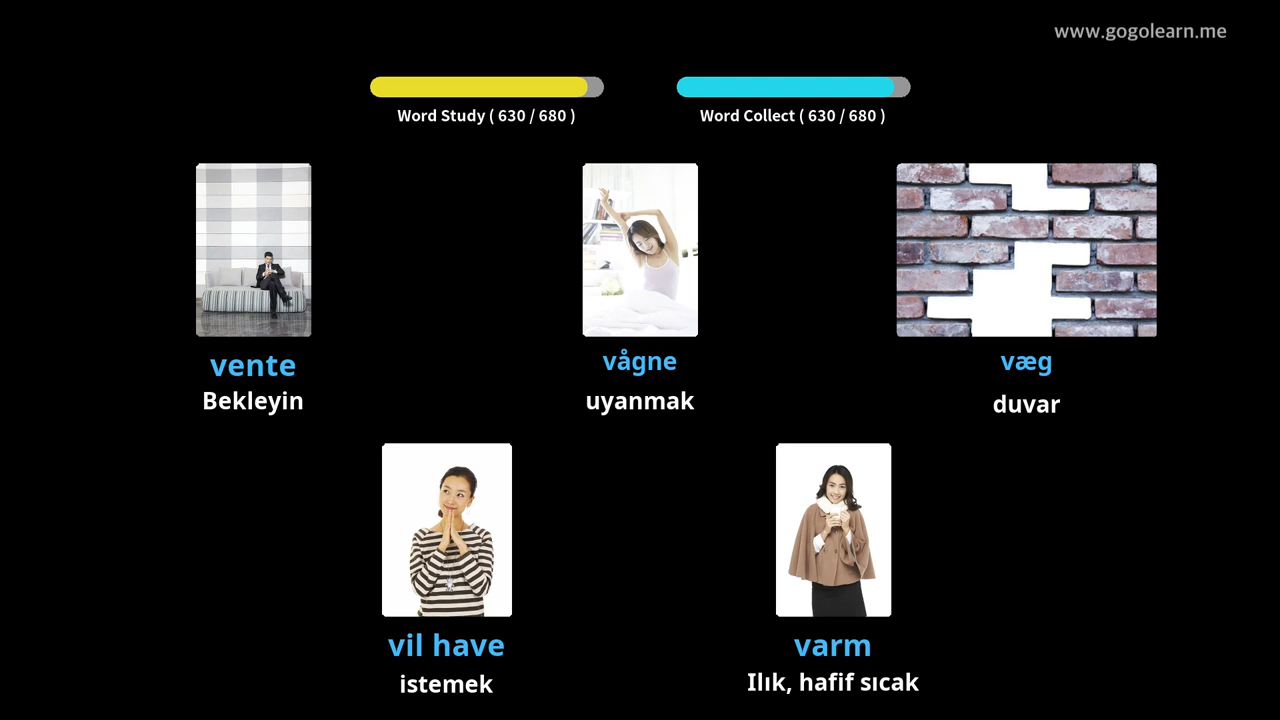 www.gogolearn.me
Word Study ( 630 / 680 )
Word Collect ( 630 / 680 )
vente
Bekleyin
vågne
uyanmak
væg
duvar
vil have
istemek
varm
Ilık, hafif sıcak